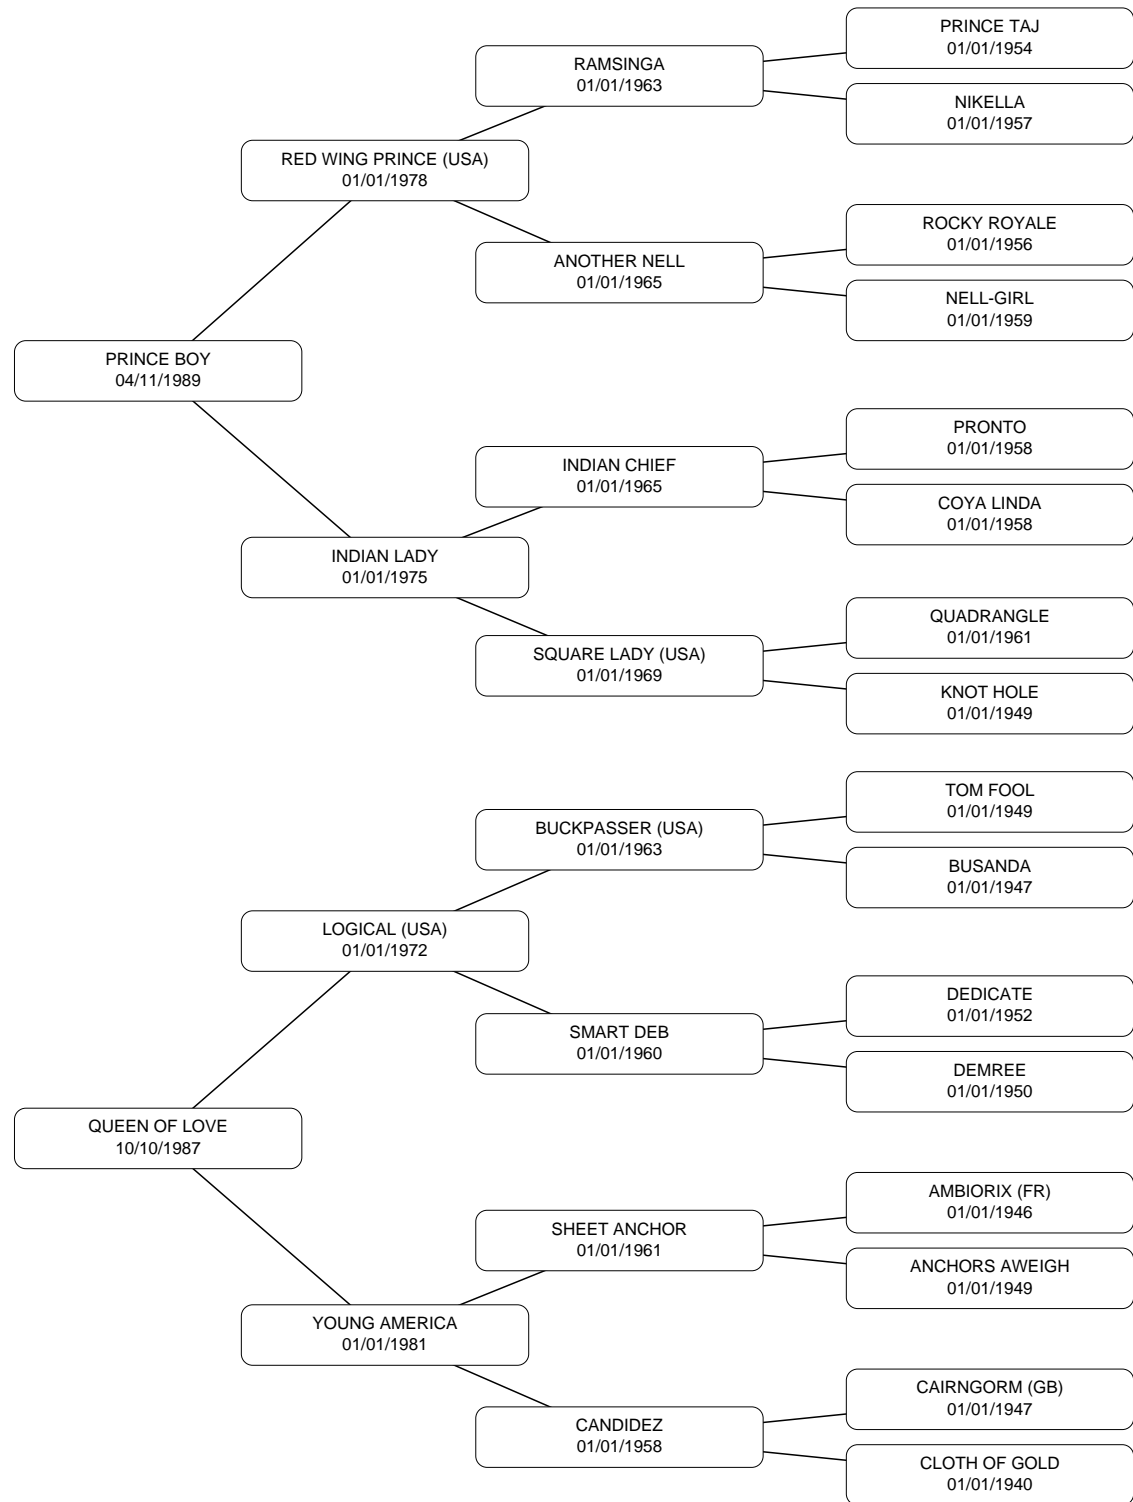 PRINCE TAJ
01/01/1954
RAMSINGA
01/01/1963
NIKELLA
01/01/1957
RED WING PRINCE (USA)
01/01/1978
ROCKY ROYALE
01/01/1956
ANOTHER NELL
01/01/1965
NELL-GIRL
01/01/1959
PRINCE BOY
04/11/1989
PRONTO
01/01/1958
INDIAN CHIEF
01/01/1965
COYA LINDA
01/01/1958
INDIAN LADY
01/01/1975
QUADRANGLE
01/01/1961
SQUARE LADY (USA)
01/01/1969
KNOT HOLE
01/01/1949
TOM FOOL
01/01/1949
BUCKPASSER (USA)
01/01/1963
BUSANDA
01/01/1947
LOGICAL (USA)
01/01/1972
DEDICATE
01/01/1952
SMART DEB
01/01/1960
DEMREE
01/01/1950
QUEEN OF LOVE
10/10/1987
AMBIORIX (FR)
01/01/1946
SHEET ANCHOR
01/01/1961
ANCHORS AWEIGH
01/01/1949
YOUNG AMERICA
01/01/1981
CAIRNGORM (GB)
01/01/1947
CANDIDEZ
01/01/1958
CLOTH OF GOLD
01/01/1940